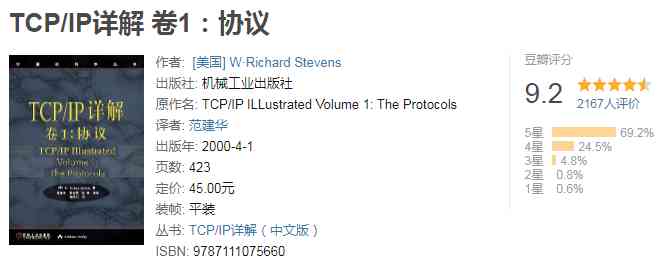 TCP/IP详解 卷1：协议
TCP/IP详解
卷1:协议
TCP/IP Illustrated
Volume 1
The Protocols
作者: [美国] W·Richard Stevens
出版社: 机械工业出版社
原作名: TCP/IP ILLustrated Volume 1: The Protocols
译者: 范建华
出版年: 2000-4-1
页数: 423
定价: 45.00元
装帧: 平装
丛书: TCP/IP详解（中文版）
ISBN: 9787111075660
豆瓣评分
9.2
2167人评价
5星 69.2%
4星 24.5%
3星 4.8%
2星 0.8%
1星 0.6%